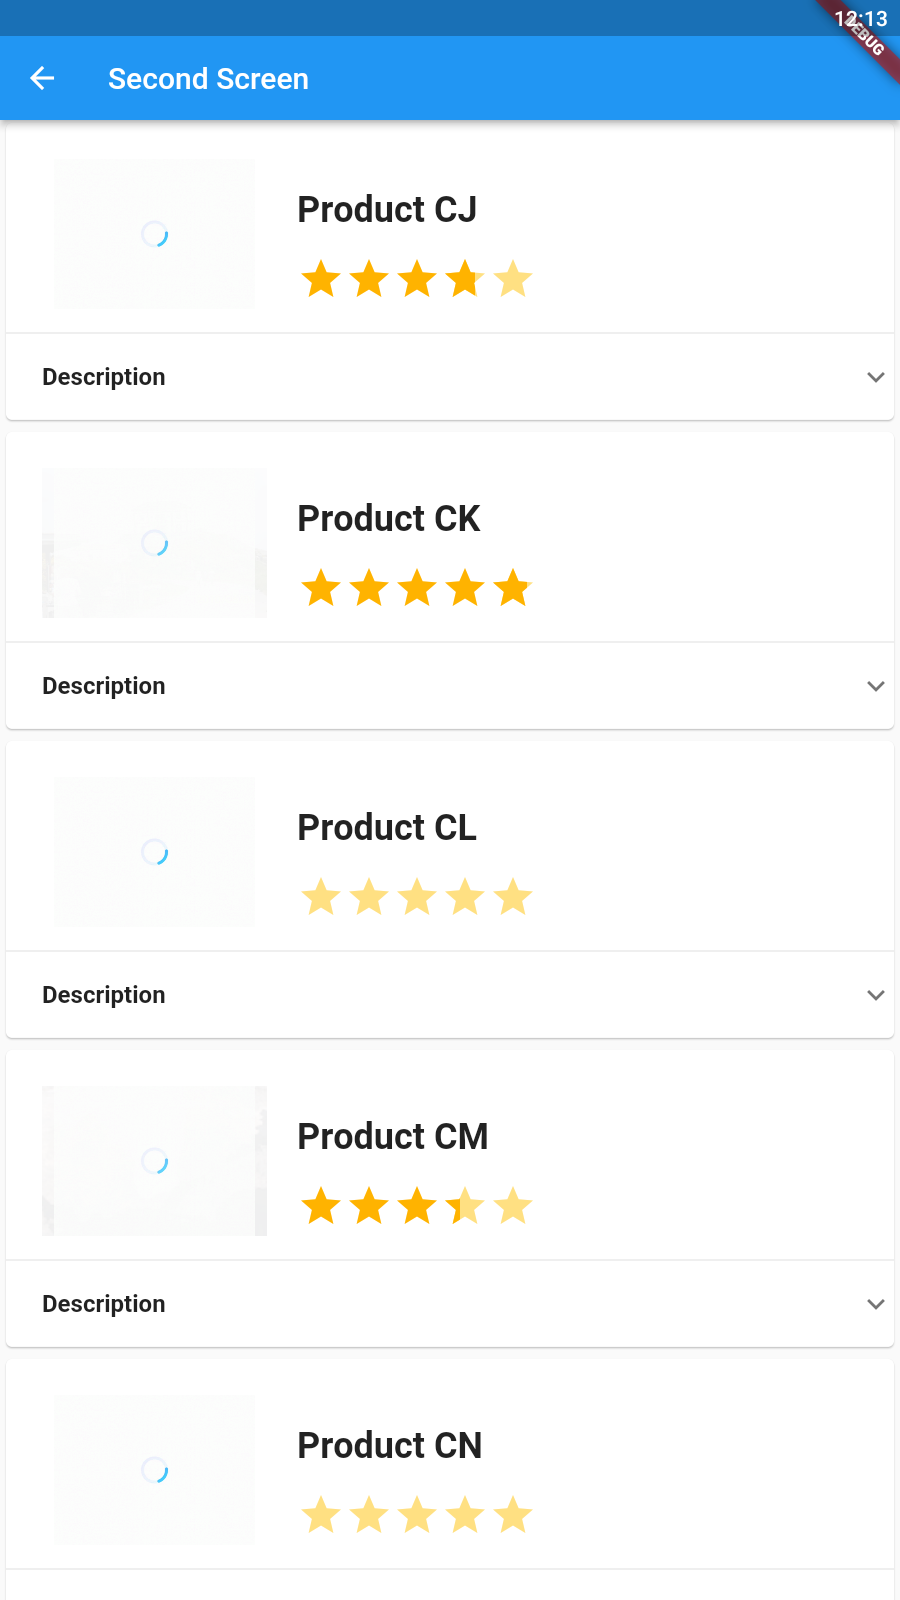 12:13
DEBUG
Second Screen
Product CJ
Description
Product CK
Description
Product CL
Description
Product CM
Description
Product CN